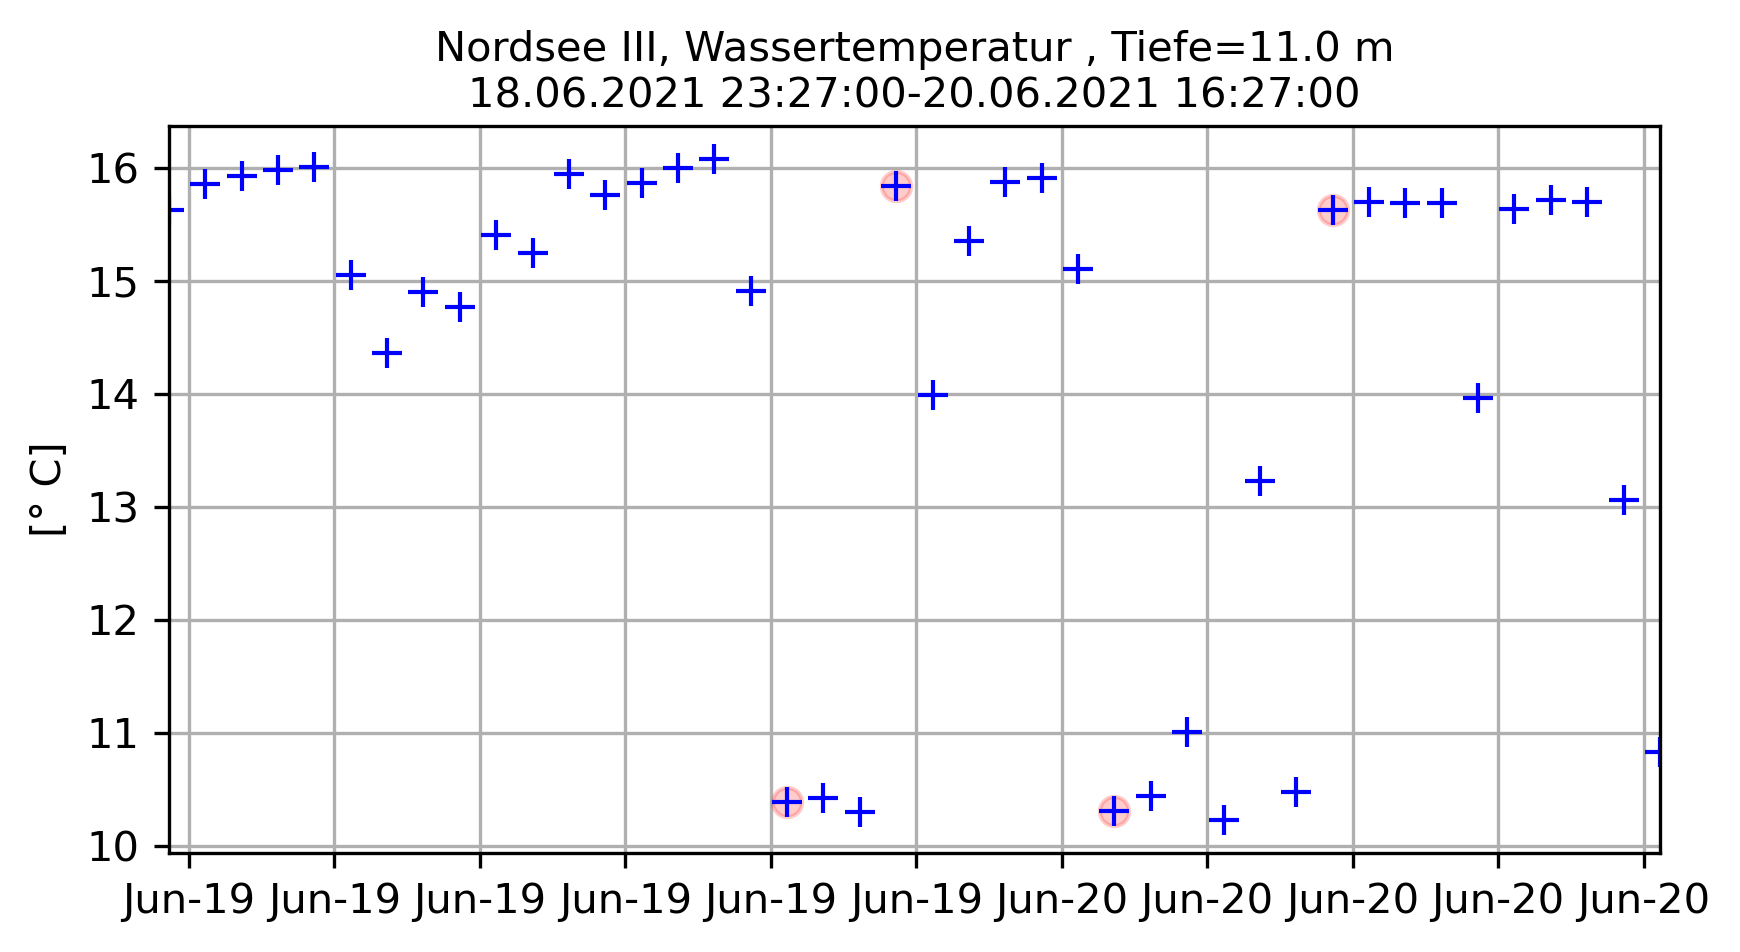 Nordsee III, Wassertemperatur , Tiefe=11.0 m
18.06.2021 23:27:00-20.06.2021 16:27:00
16
15
14
13
12
11
10
[° C]
Jun-19 Jun-19 Jun-19 Jun-19 Jun-19 Jun-19 Jun-20 Jun-20 Jun-20 Jun-20 Jun-20